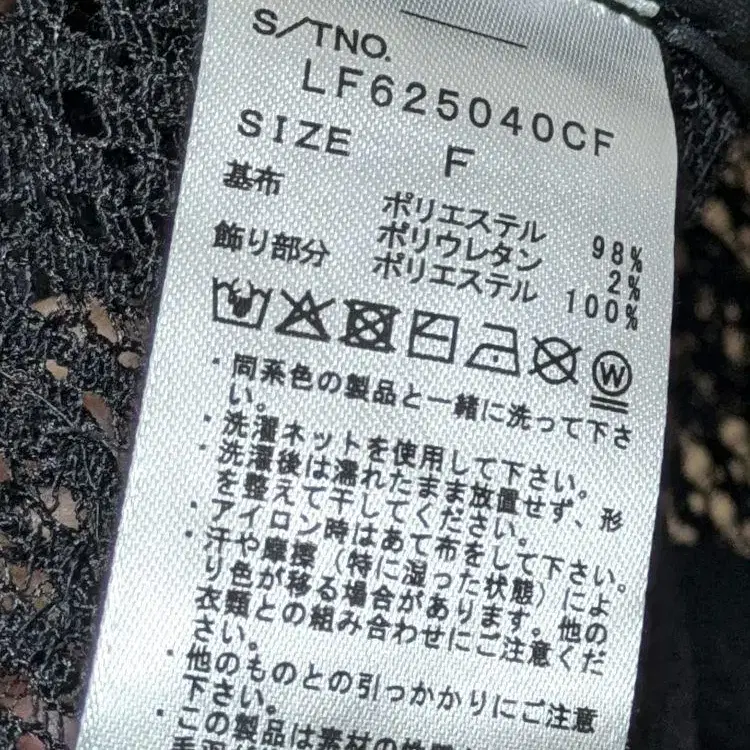 S/TNO.
LF625040CF
SIZE F
基布 ポリエステル 98%
ポリウレタン 2%
飾り部分 ポリエステル 100%
W
・同系色の製品と一緒に洗って下さ
い。
・洗濯ネットを使用して下さい。
・洗濯後は濡れたまま放置せず、形
を整えて干してください。
・アイロン時はあて布をして下さい。
・汗や摩擦(特に湿った状態)によ
り色が移る場合があります。他の
衣類との組み合わせにご注意くだ
さい。
・他のものとの引っかかりにご注意
下さい。
・この製品は素材の